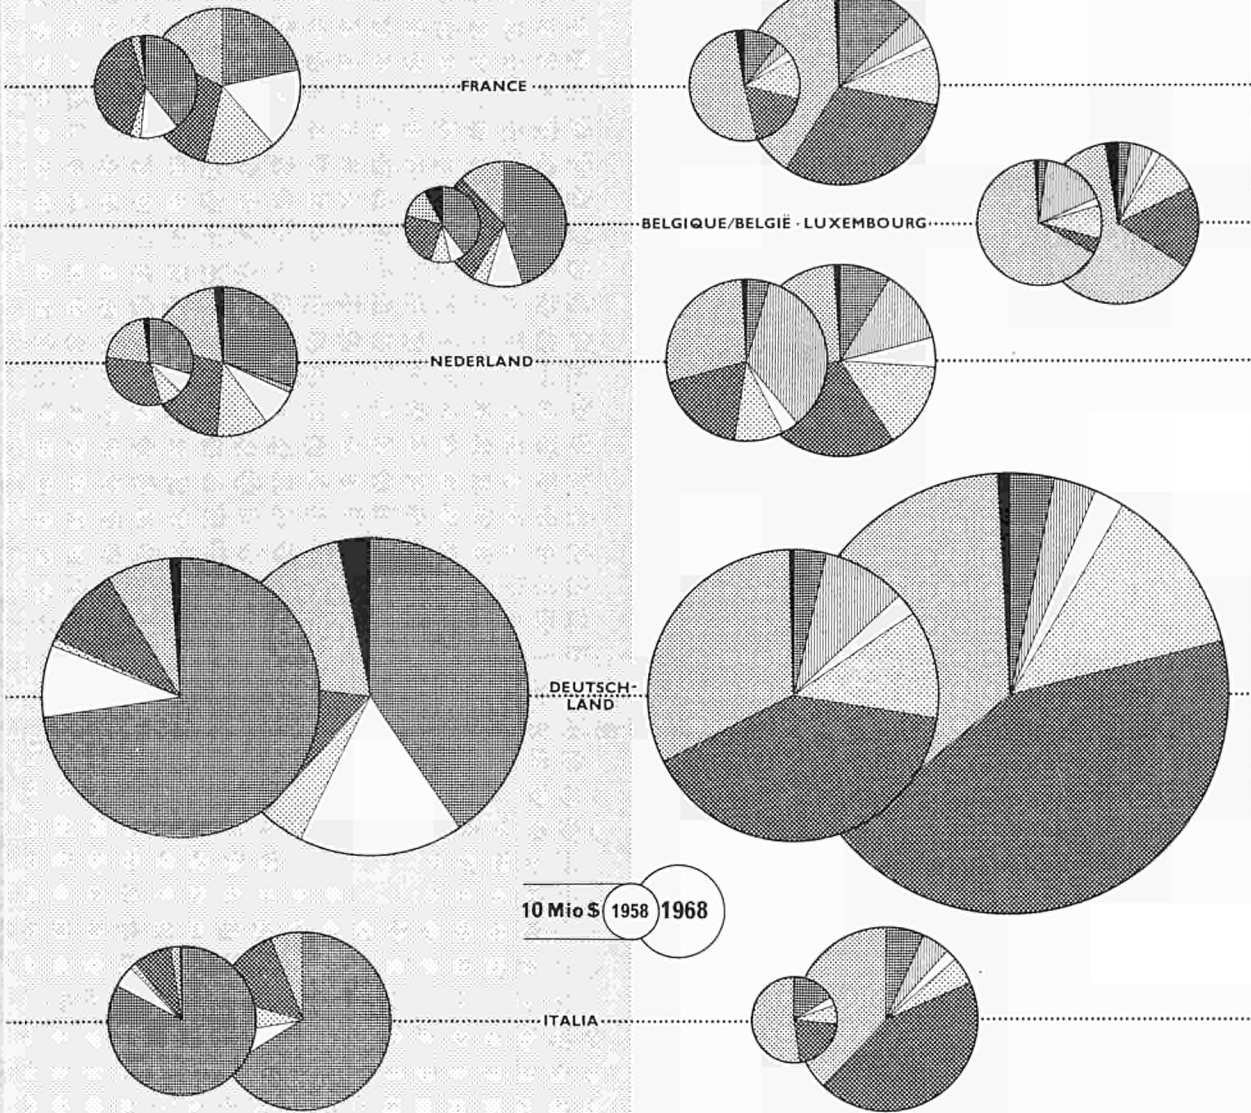 FRANCE
BELGIQUE/BELGIË · LUXEMBOURG
NEDERLAND
DEUTSCH-
LAND
10 Mio $ 1958 1968
ITALIA